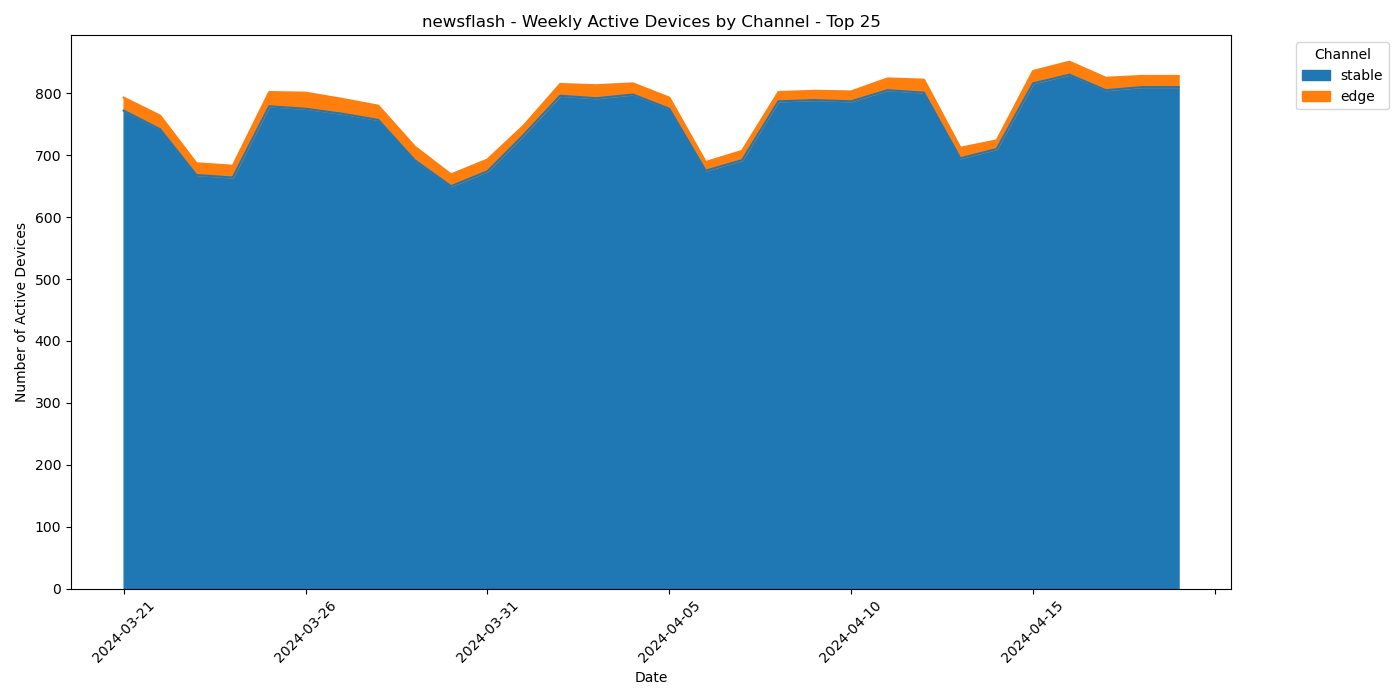 newsflash - Weekly Active Devices by Channel - Top 25
Channel
stable
edge
Number of Active Devices
800
700
600
500
400
300
200
100
0
2024-03-21
2024-03-26
2024-03-31
2024-04-05
2024-04-10
2024-04-15
Date